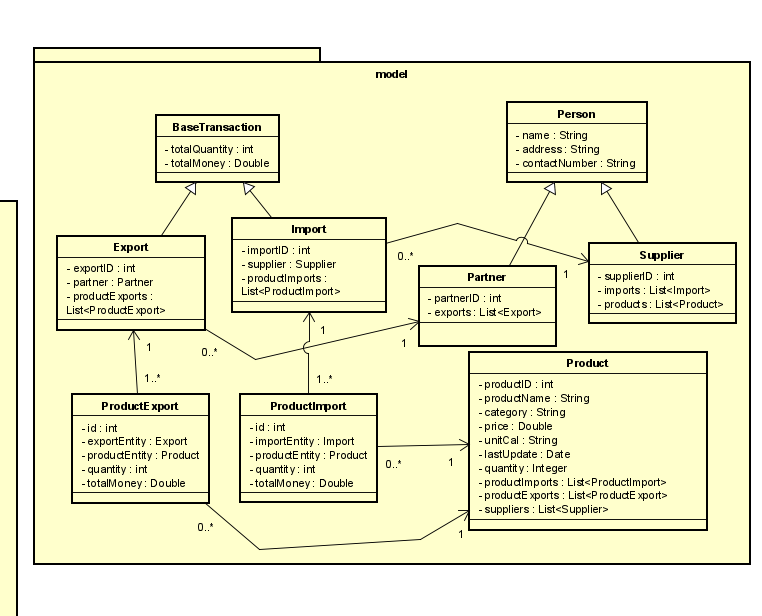 model
BaseTransaction
- totalQuantity : int
- totalMoney : Double
Person
- name : String
- address : String
- contactNumber : String
Export
- exportID : int
- partner : Partner
- productExports :
List<ProductExport>
Import
- importID : int
- supplier : Supplier
- productImports :
List<ProductImport>
0..*
1
Partner
- partnerID : int
- exports : List<Export>
Supplier
- supplierID : int
- imports : List<Import>
- products : List<Product>
0..*
1
1
1..*
1
1..*
ProductExport
- id : int
- exportEntity : Export
- productEntity : Product
- quantity : int
- totalMoney : Double
ProductImport
- id : int
- importEntity : Import
- productEntity : Product
- quantity : int
- totalMoney : Double
0..*
1
Product
- productID : int
- productName : String
- category : String
- price : Double
- unitCal : String
- lastUpdate : Date
- quantity : Integer
- productImports : List<ProductImport>
- productExports : List<ProductExport>
- suppliers : List<Supplier>
0..*
1